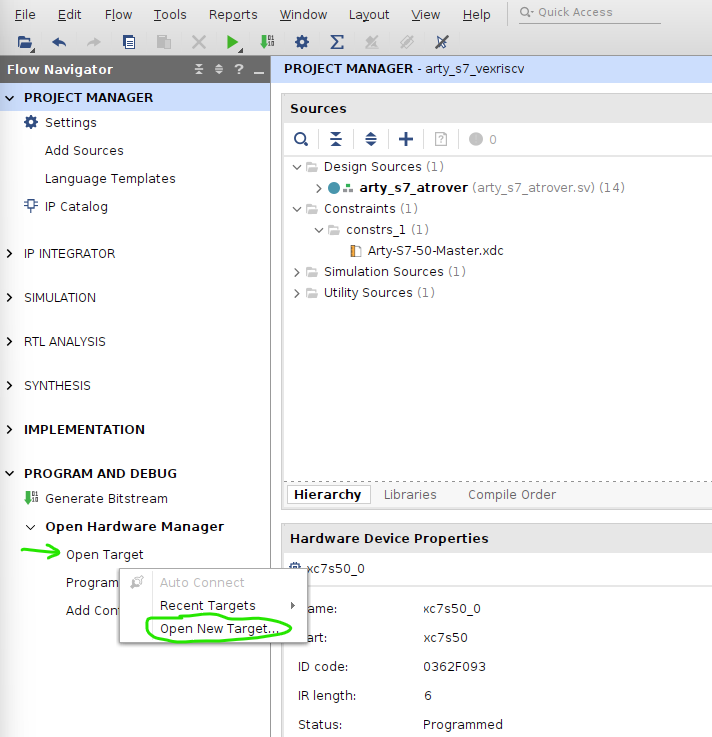 File Edit Flow Tools Reports Window Layout View Help Quick Access
Flow Navigator
PROJECT MANAGER
Settings
Add Sources
Language Templates
IP Catalog
IP INTEGRATOR
SIMULATION
RTL ANALYSIS
SYNTHESIS
IMPLEMENTATION
PROGRAM AND DEBUG
Generate Bitstream
Open Hardware Manager
Open Target
Program
Add
Auto Connect
Recent Targets
Open New Target...
PROJECT MANAGER - arty_s7_vexriscv
Sources
0
Design Sources (1)
arty_s7_atrover (arty_s7_atrover.sv) (14)
Constraints (1)
constrs_1 (1)
Arty-S7-50-Master.xdc
Simulation Sources (1)
Utility Sources (1)
Hierarchy Libraries Compile Order
Hardware Device Properties
xc7s50_0
ame: xc7s50_0
art: xc7s50
ID code: 0362F093
IR length: 6
Status: Programmed